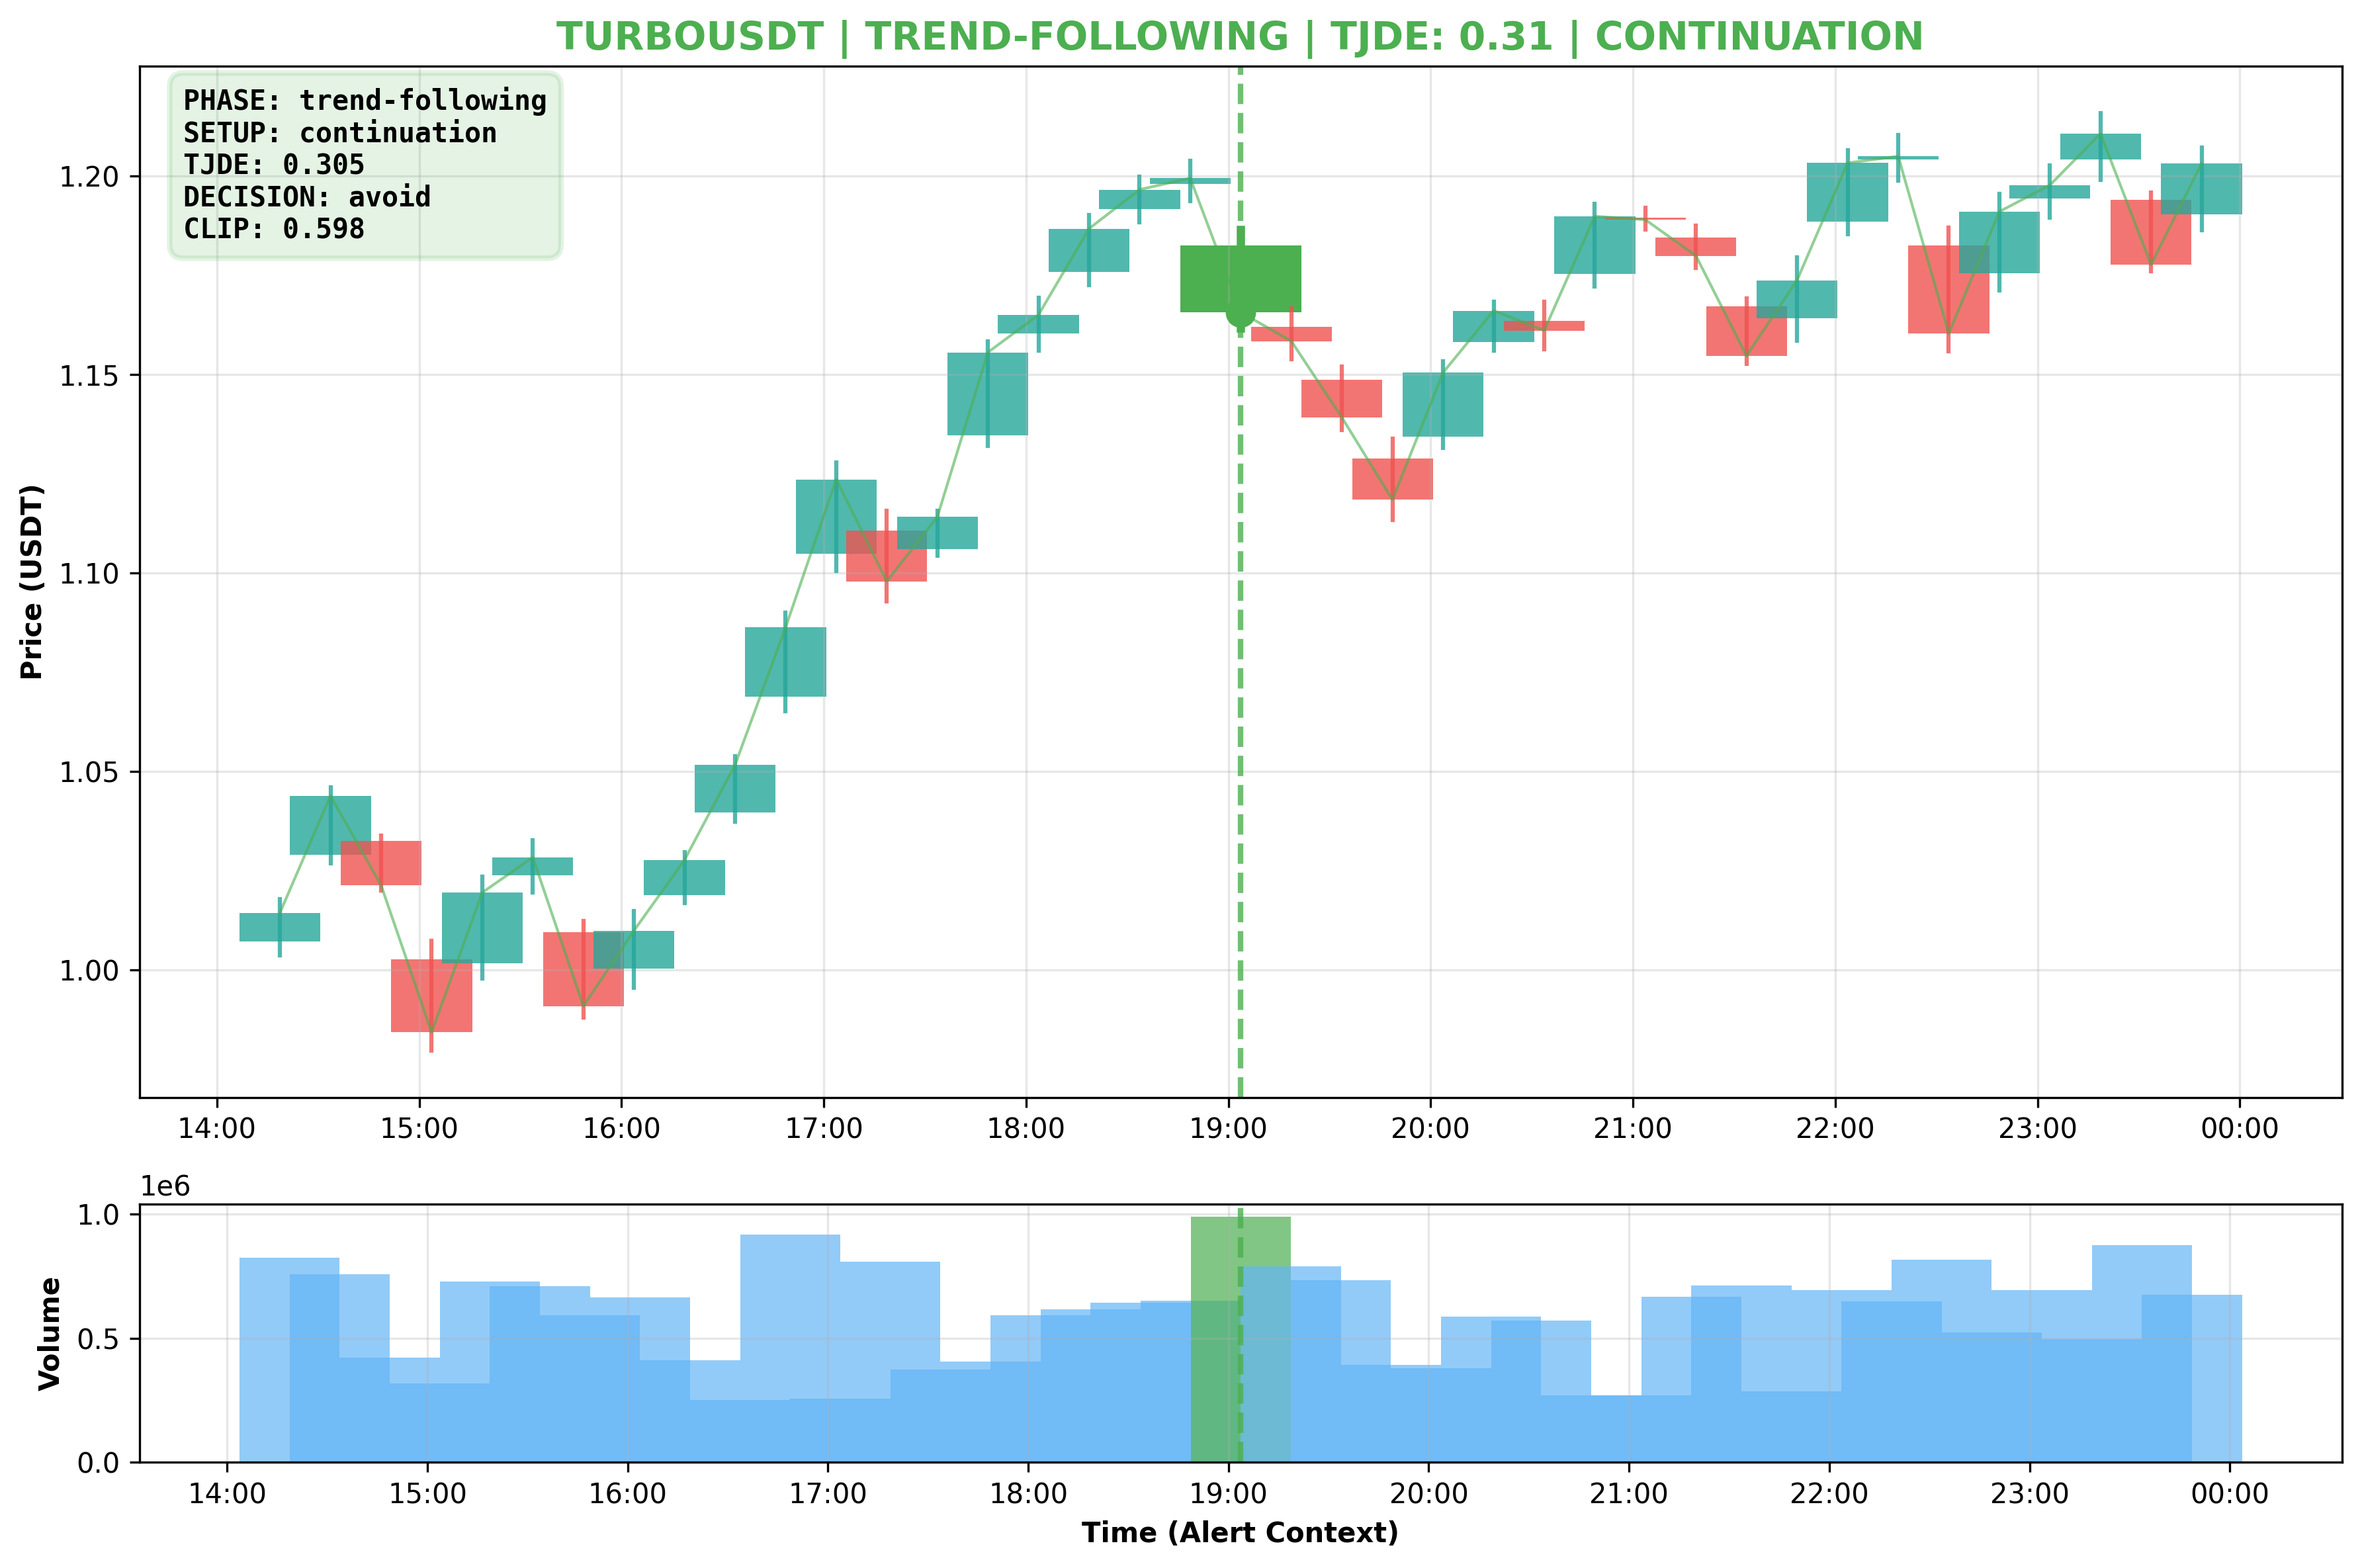 TURBOUSDT | TREND-FOLLOWING | TJDE: 0.31 | CONTINUATION
PHASE: trend-following
SETUP: continuation
TJDE: 0.305
DECISION: avoid
CLIP: 0.598
Price (USDT)
1.20
1.15
1.10
1.05
1.00
14:00 15:00 16:00 17:00 18:00 19:00 20:00 21:00 22:00 23:00 00:00
1e6
Volume
1.0
0.5
0.0
14:00 15:00 16:00 17:00 18:00 19:00 20:00 21:00 22:00 23:00 00:00
Time (Alert Context)